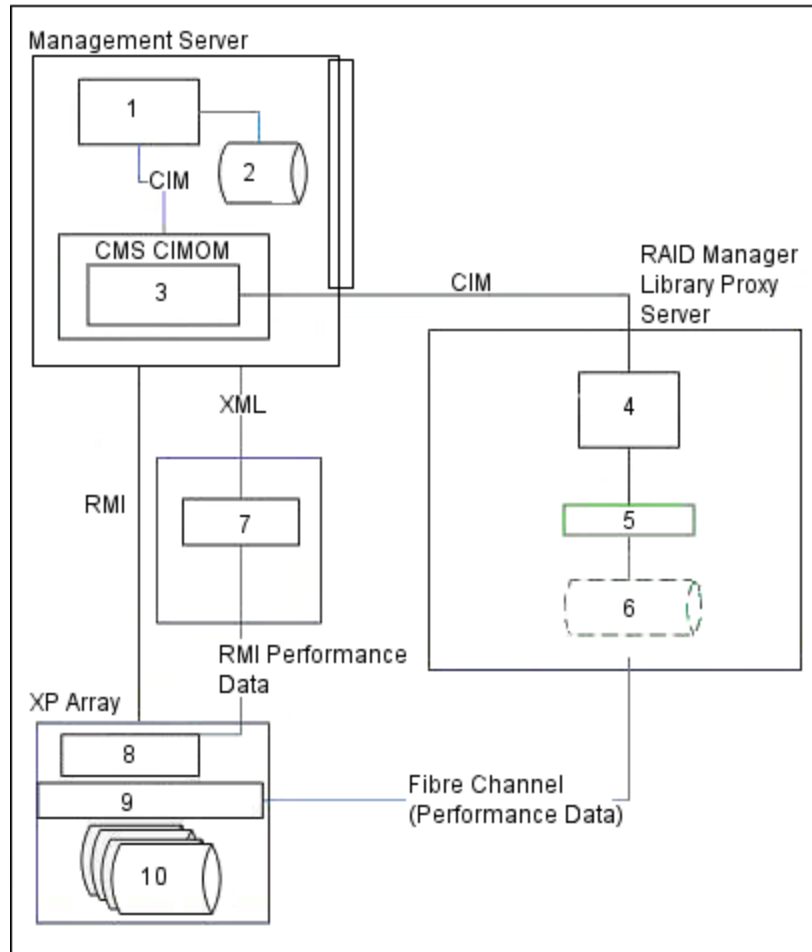 Management Server
1
2
CIM
CMS CIMOM
3
CIM
RAID Manager
Library Proxy
Server
4
XML
RMI
7
5
6
RMI Performance
Data
XP Array
8
9
Fibre Channel
(Performance Data)
10